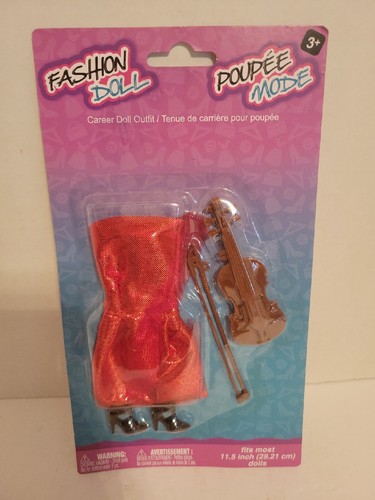 FASHION
DOLL
POUPÉE
MODE
3+
Career Doll Outfit / Tenue de carrière pour poupée
WARNING:
AVERTISSEMENT :
fits most
11.5 inch (29.21 cm)
dolls